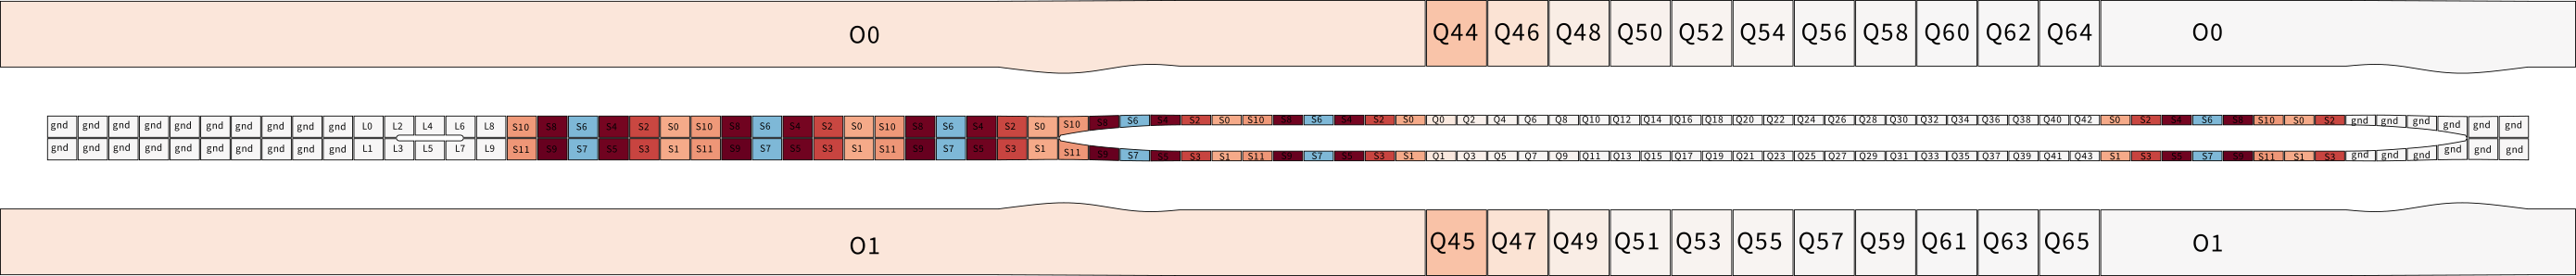 O0 Q44 Q46 Q48 Q50 Q52 Q54 Q56 Q58 Q60 Q62 Q64 O0
gnd gnd gnd gnd gnd gnd gnd gnd gnd gnd L0 L2 L4 L6 L8 S10 S8 S6 S4 S2 S0 S10 S8 S6 S4 S2 S0 S10 S8 S6 S4 S2 S0 S10 S8 S6 S4 S2 S0 S10 S8 S6 S4 S2 S0 Q0 Q2 Q4 Q6 Q8 Q10 Q12 Q14 Q16 Q18 Q20 Q22 Q24 Q26 Q28 Q30 Q32 Q34 Q36 Q38 Q40 Q42 S0 S2 S4 S6 S8 S10 S0 S2 gnd gnd gnd gnd gnd gnd
gnd gnd gnd gnd gnd gnd gnd gnd gnd gnd L1 L3 L5 L7 L9 S11 S9 S7 S5 S3 S1 S11 S9 S7 S5 S3 S1 S11 S9 S7 S5 S3 S1 S11 S9 S7 S5 S3 S1 S11 S9 S7 S5 S3 S1 Q1 Q3 Q5 Q7 Q9 Q11 Q13 Q15 Q17 Q19 Q21 Q23 Q25 Q27 Q29 Q31 Q33 Q35 Q37 Q39 Q41 Q43 S1 S3 S5 S7 S9 S11 S1 S3 gnd gnd gnd gnd gnd gnd
O1 Q45 Q47 Q49 Q51 Q53 Q55 Q57 Q59 Q61 Q63 Q65 O1